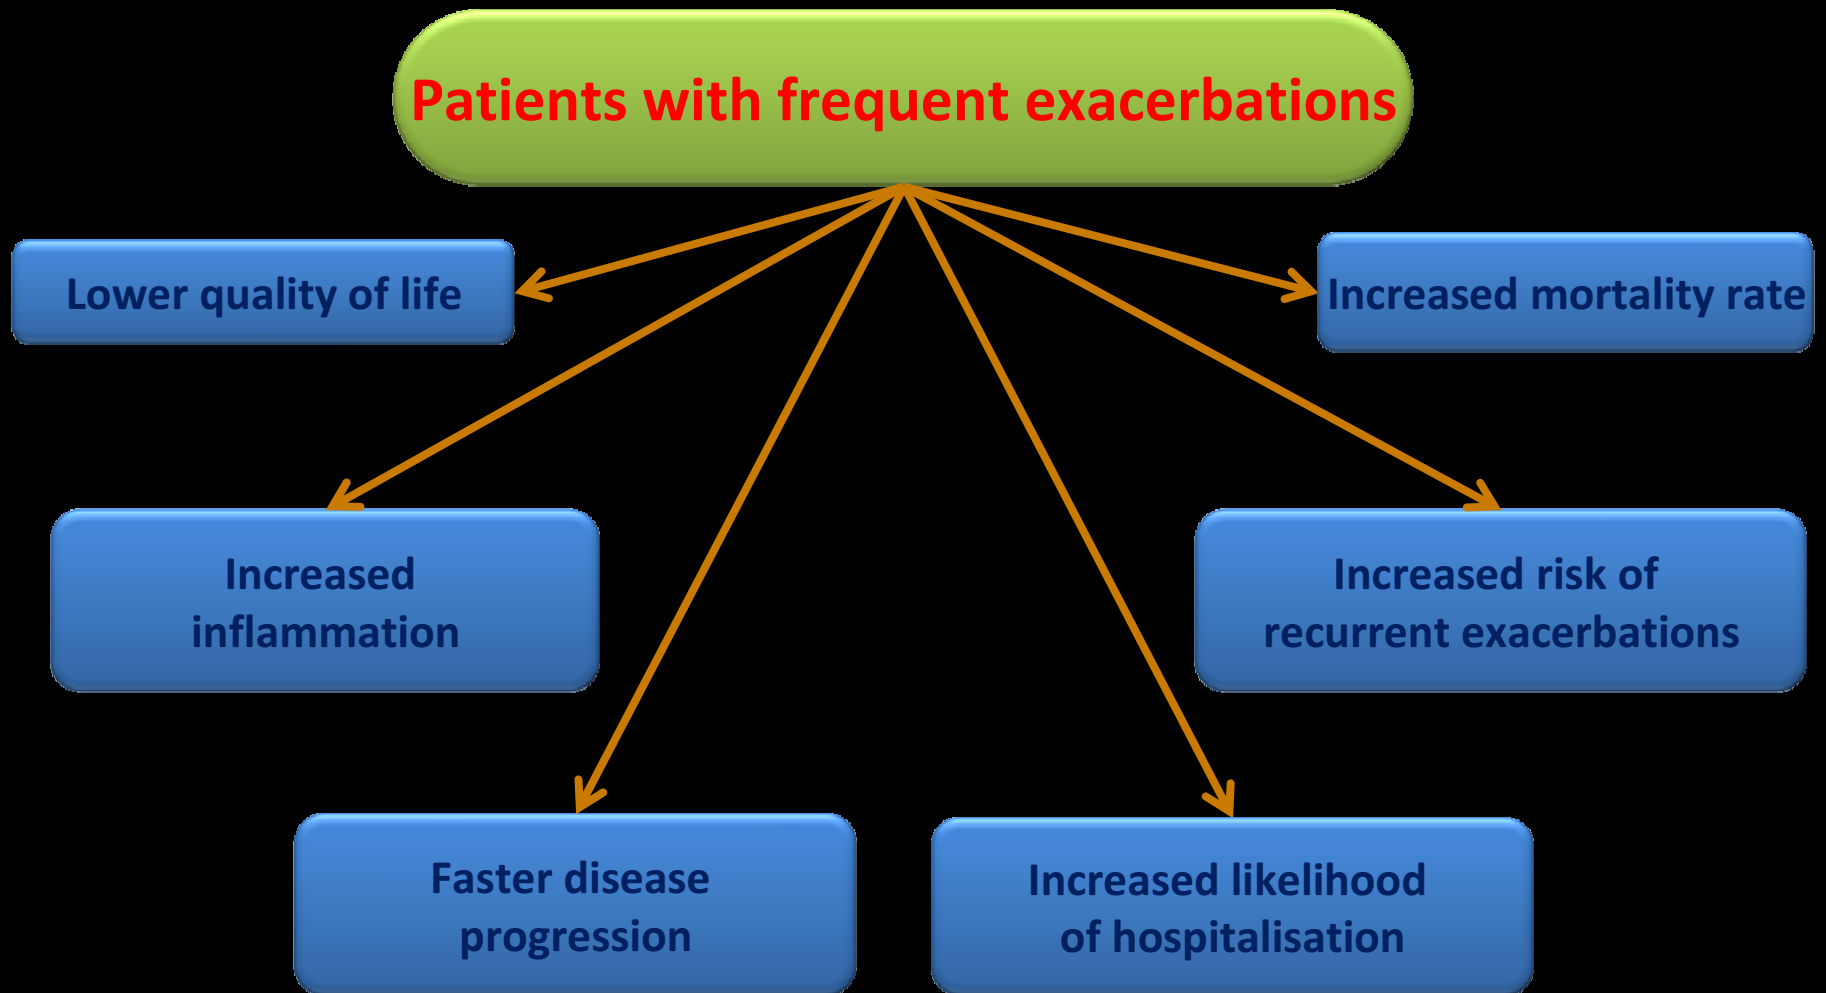 Patients with frequent exacerbations
Lower quality of life
Increased mortality rate
Increased
inflammation
Increased risk of
recurrent exacerbations
Faster disease
progression
Increased likelihood
of hospitalisation